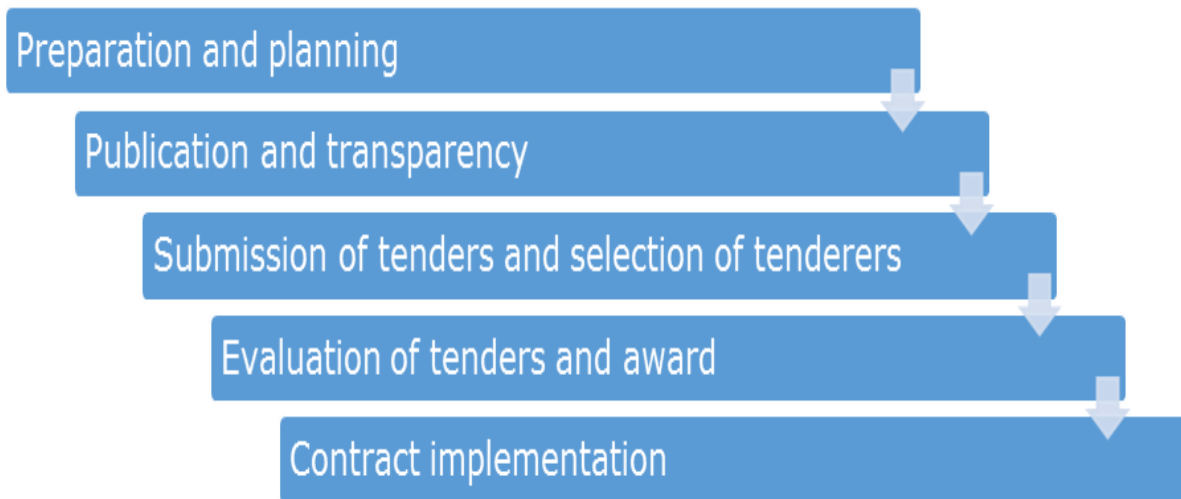 Preparation and planning
Publication and transparency
Submission of tenders and selection of tenderers
Evaluation of tenders and award
Contract implementation